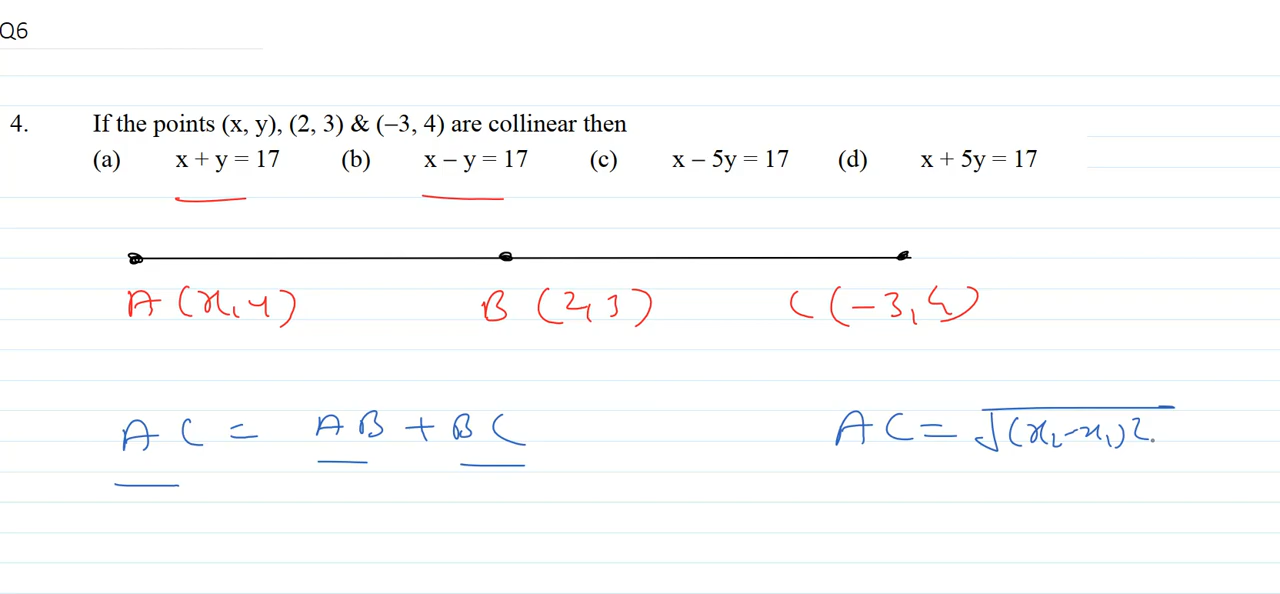 Q6
4. If the points (x, y), (2, 3) & (−3, 4) are collinear then
(a) x + y = 17 (b) x − y = 17 (c) x − 5y = 17 (d) x + 5y = 17
A (x, y) B (2, 3) C (−3, 4)
AC = AB + BC AC = √(x₂−x₁)2